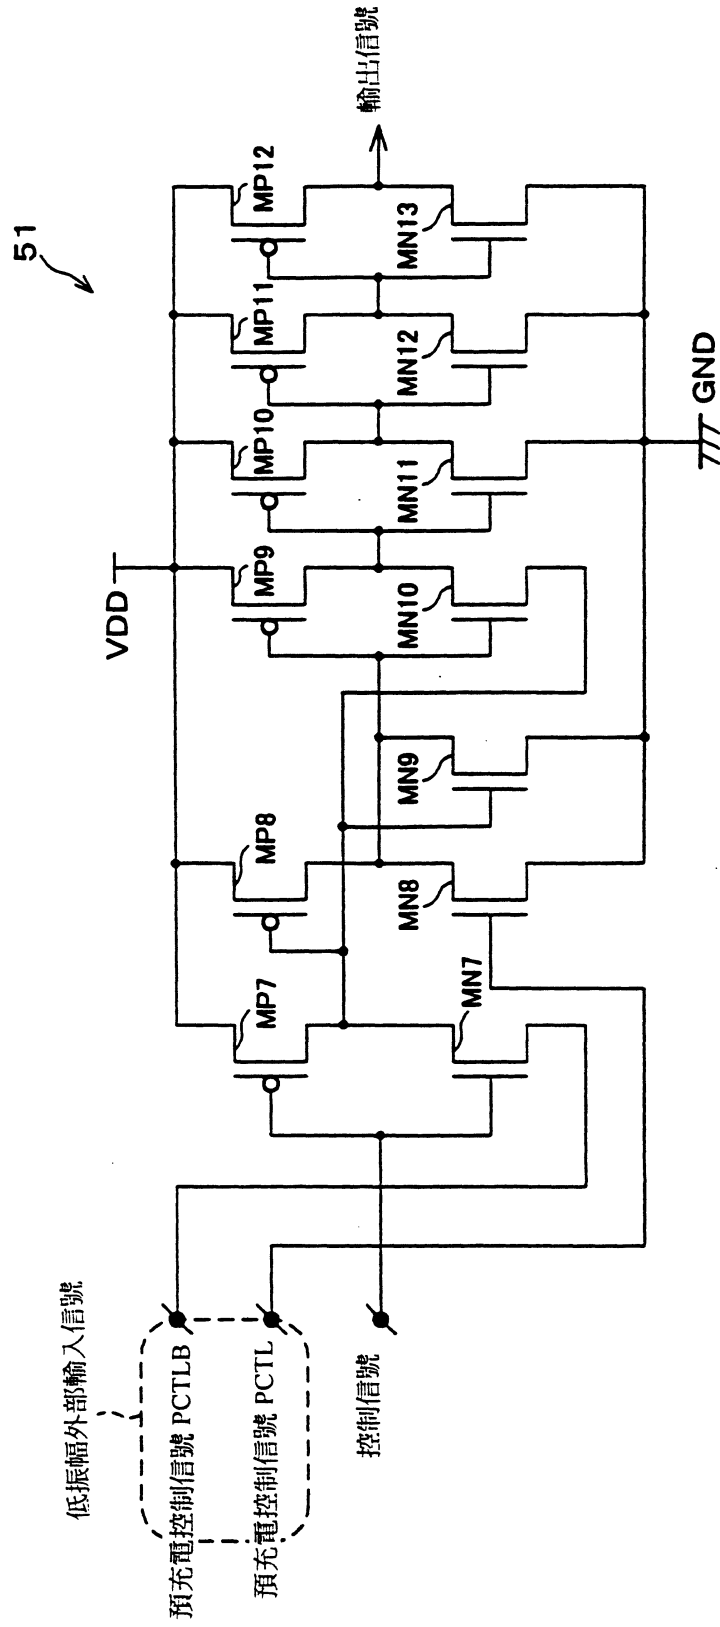 51
VDD
MP7
MP8
MP9
MP10
MP11
MP12
MN7
MN8
MN9
MN10
MN11
MN12
MN13
輸出信號
GND
低振幅外部輸入信號
預充電控制信號 PCTLB
預充電控制信號 PCTL
控制信號